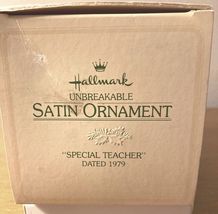 Hallmark
UNBREAKABLE
SATIN ORNAMENT
"SPECIAL TEACHER"
DATED 1979